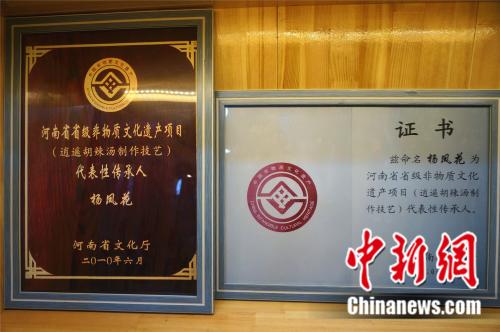 河南省省级非物质文化遗产项目
（逍遥胡辣汤制作技艺）
代表性传承人
杨凤花
河南省文化厅
二○一○年六月
证书
兹命名 杨凤花 为
河南省省级非物质文化
遗产项目（逍遥胡辣汤制
作技艺）代表性传承人。
中新网
Chinanews.com